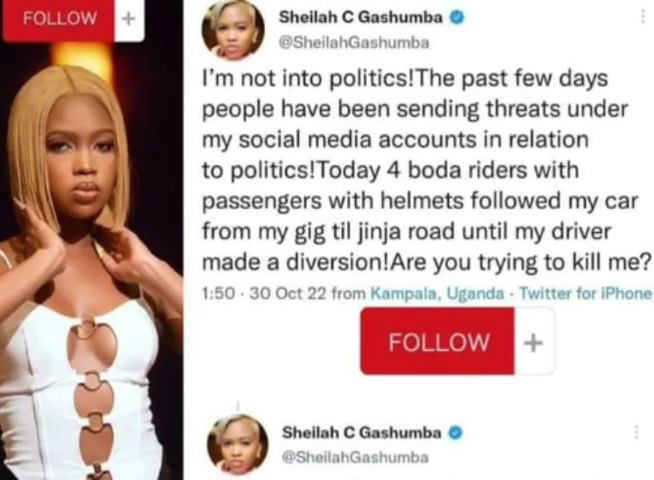 FOLLOW +
Sheilah C Gashumba
@SheilahGashumba
I'm not into politics!The past few days
people have been sending threats under
my social media accounts in relation
to politics!Today 4 boda riders with
passengers with helmets followed my car
from my gig til jinja road until my driver
made a diversion!Are you trying to kill me?
1:50 · 30 Oct 22 from Kampala, Uganda · Twitter for iPhone
FOLLOW +
Sheilah C Gashumba
@SheilahGashumba